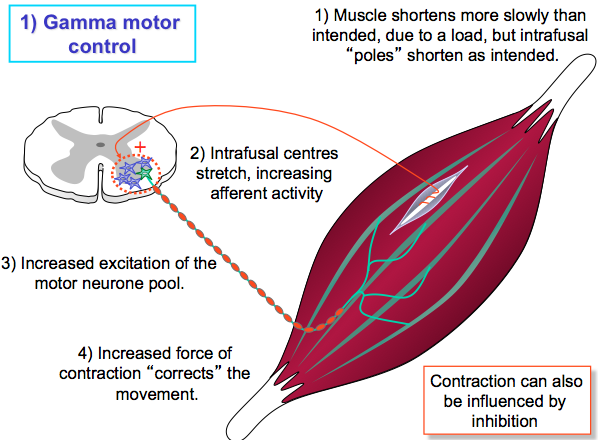 1) Gamma motor
control
1) Muscle shortens more slowly than
intended, due to a load, but intrafusal
“poles” shorten as intended.
+
2) Intrafusal centres
stretch, increasing
afferent activity
3) Increased excitation of the
motor neurone pool.
4) Increased force of
contraction “corrects” the
movement.
Contraction can also
be influenced by
inhibition